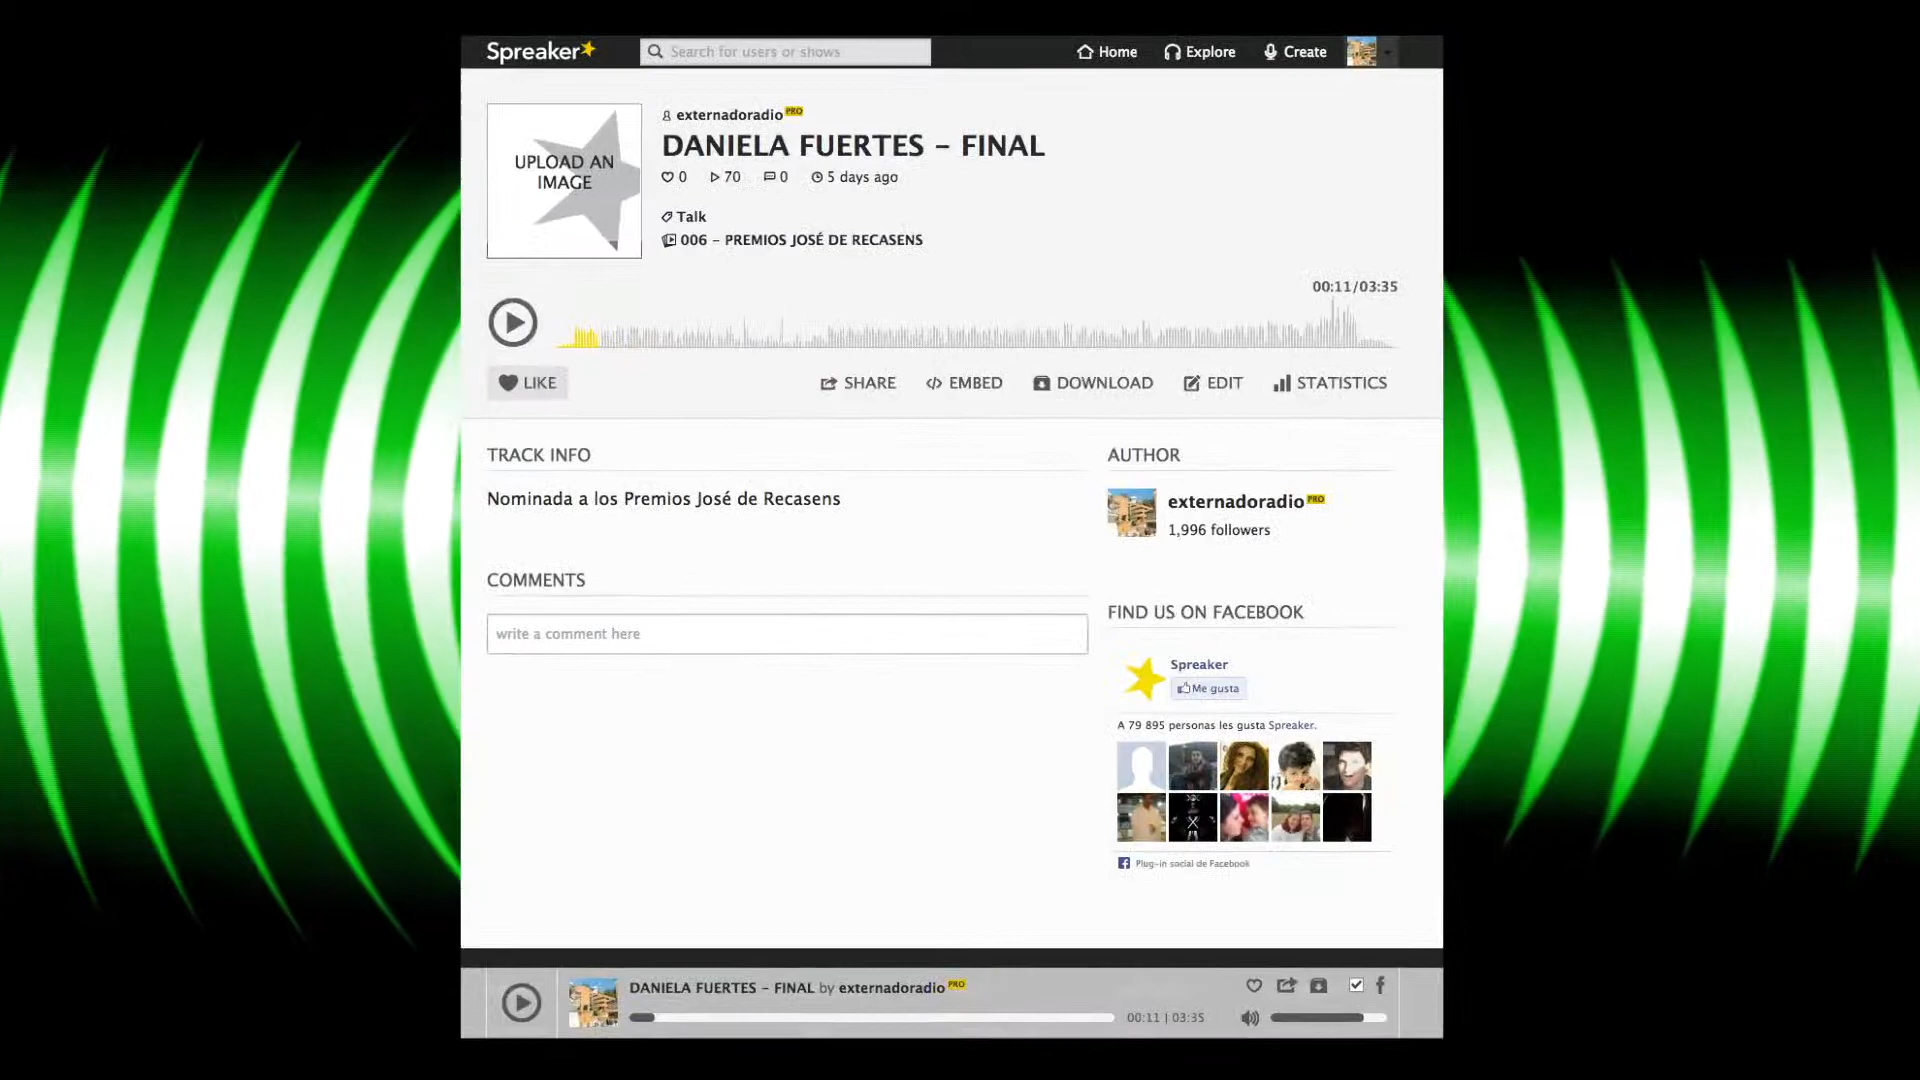 Spreaker
Search for users or shows
Home
Explore
Create
UPLOAD AN
IMAGE
externadoradio PRO
DANIELA FUERTES - FINAL
0 70 0 5 days ago
Talk
006 - PREMIOS JOSÉ DE RECASENS
00:11/03:35
LIKE
SHARE
EMBED
DOWNLOAD
EDIT
STATISTICS
TRACK INFO
Nominada a los Premios José de Recasens
COMMENTS
write a comment here
AUTHOR
externadoradio PRO
1,996 followers
FIND US ON FACEBOOK
Spreaker
Me gusta
A 79 895 personas les gusta Spreaker.
Plug-in social de Facebook
DANIELA FUERTES - FINAL by externadoradio PRO
00:11 | 03:35